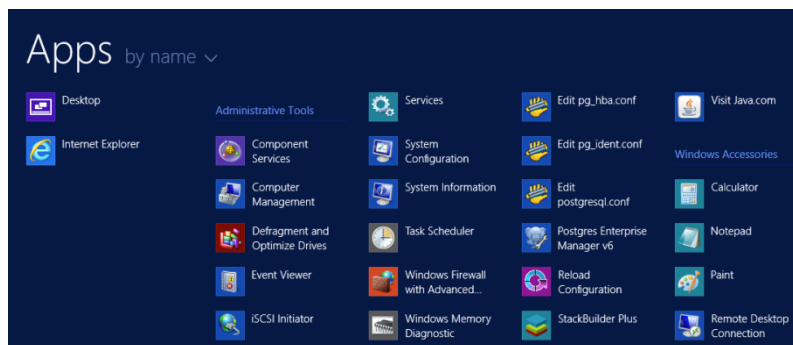 Apps by name
Desktop
Internet Explorer
Administrative Tools
Component
Services
Computer
Management
Defragment and
Optimize Drives
Event Viewer
iSCSI Initiator
Services
System
Configuration
System Information
Task Scheduler
Windows Firewall
with Advanced...
Windows Memory
Diagnostic
Edit pg_hba.conf
Edit pg_ident.conf
Edit
postgresql.conf
Postgres Enterprise
Manager v6
Reload
Configuration
StackBuilder Plus
Visit Java.com
Windows Accessories
Calculator
Notepad
Paint
Remote Desktop
Connection